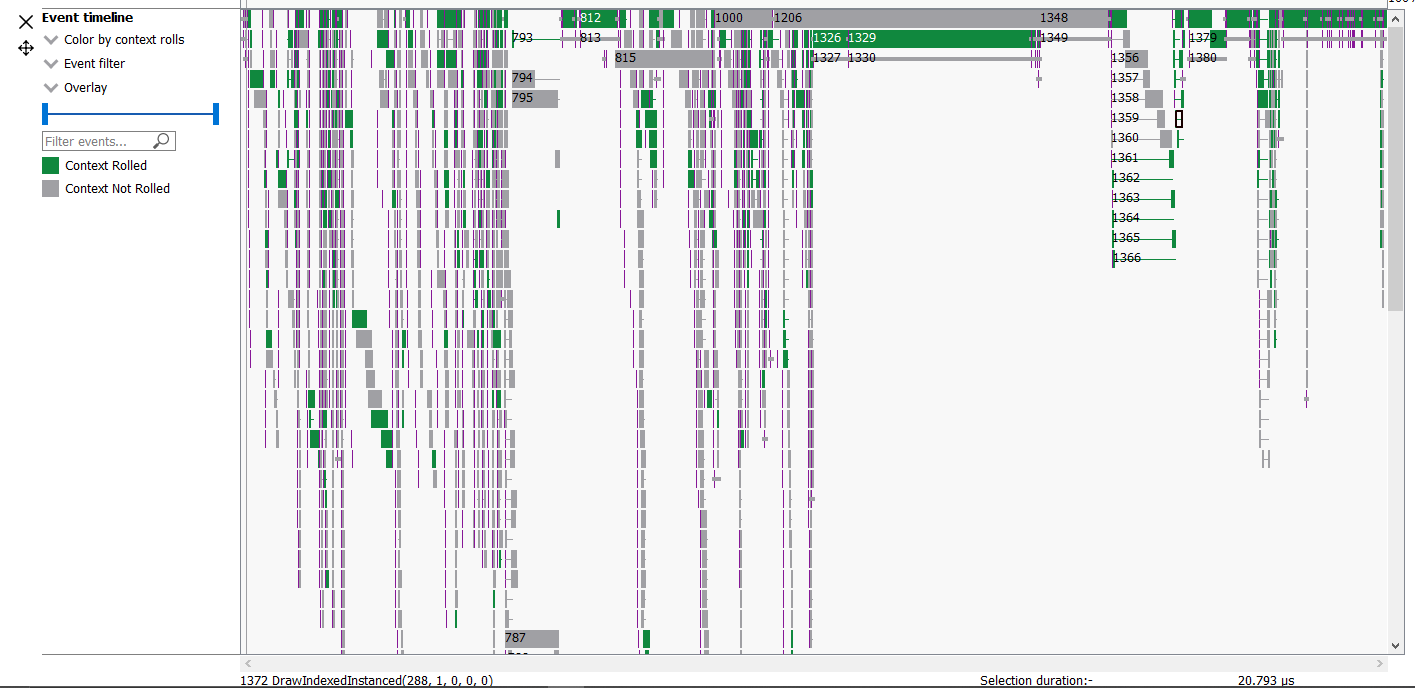 Event timeline
Color by context rolls
Event filter
Overlay
Filter events...
Context Rolled
Context Not Rolled
812 1000 1206 1348
793 813 1326 1329 1349 1379
815 1327 1330 1356 1380
794 1357
795 1358
1359
1360
1361
1362
1363
1364
1365
1366
787
1372 DrawIndexedInstanced(288, 1, 0, 0, 0) Selection duration:- 20.793 μs